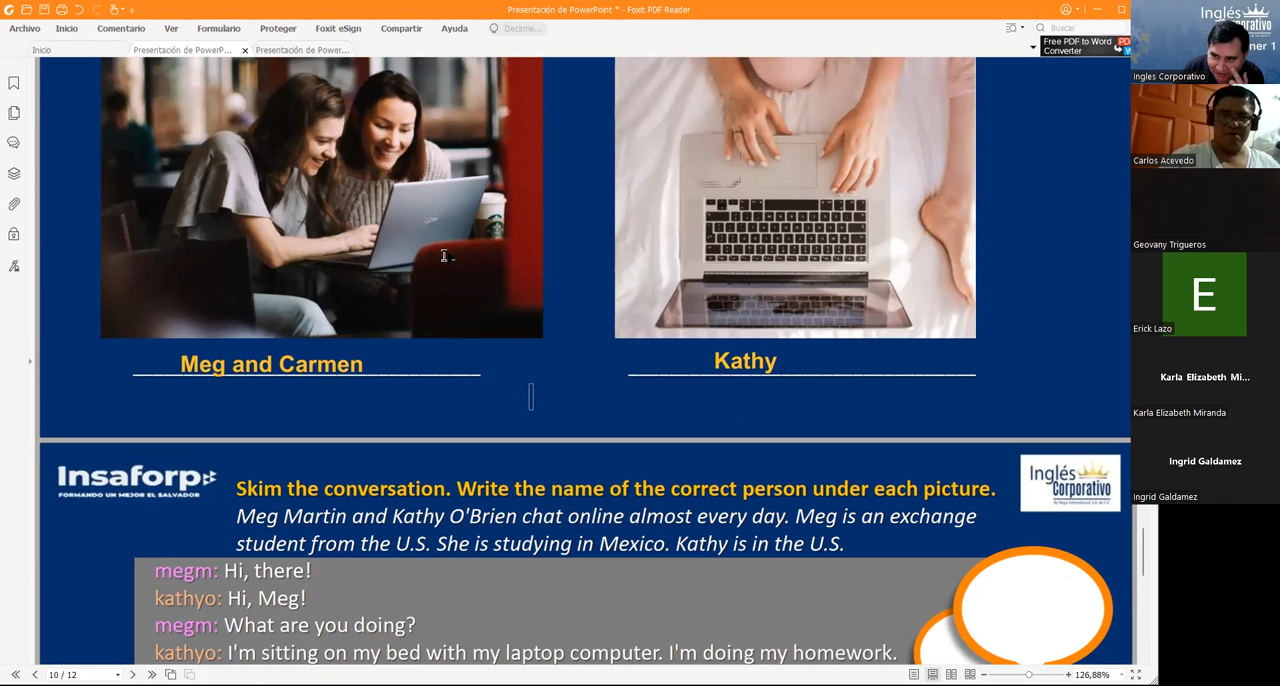 Presentación de PowerPoint * - Foxit PDF Reader
Archivo Inicio Comentario Ver Formulario Proteger Foxit eSign Compartir Ayuda Decirme... Buscar
Inicio Presentación de PowerP... Presentación de PowerP...
Free PDF to Word Converter
Meg and Carmen
Kathy
Insaforp
FORMANDO UN MEJOR EL SALVADOR
Inglés
Corporativo
Skim the conversation. Write the name of the correct person under each picture.
Meg Martin and Kathy O'Brien chat online almost every day. Meg is an exchange
student from the U.S. She is studying in Mexico. Kathy is in the U.S.
megm: Hi, there!
kathyo: Hi, Meg!
megm: What are you doing?
kathyo: I'm sitting on my bed with my laptop computer. I'm doing my homework.
10 / 12
126,88%
Inglés
Ingles Corporativo
Carlos Acevedo
Geovany Trigueros
E
Erick Lazo
Karla Elizabeth Mi...
Karla Elizabeth Miranda
Ingrid Galdamez
Ingrid Galdamez